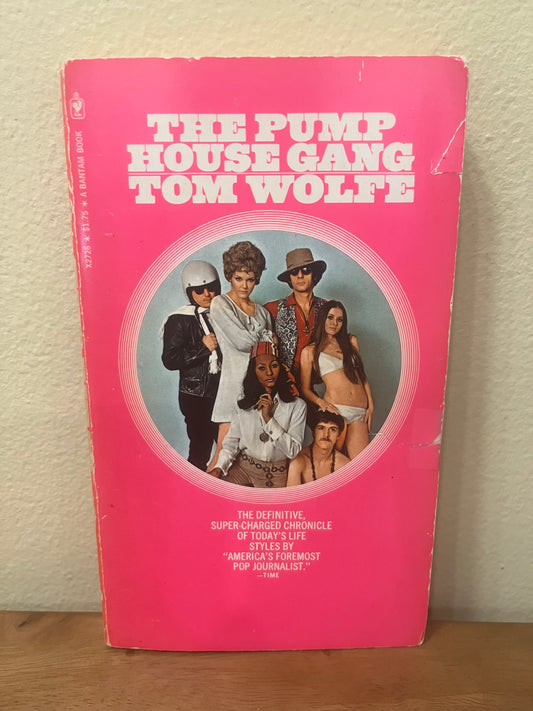 THE PUMP
HOUSE GANG
TOM WOLFE
X2725 ★ $1.75 ★ A BANTAM BOOK
THE DEFINITIVE,
SUPER-CHARGED CHRONICLE
OF TODAY'S LIFE
STYLES BY
"AMERICA'S FOREMOST
POP JOURNALIST."
—TIME